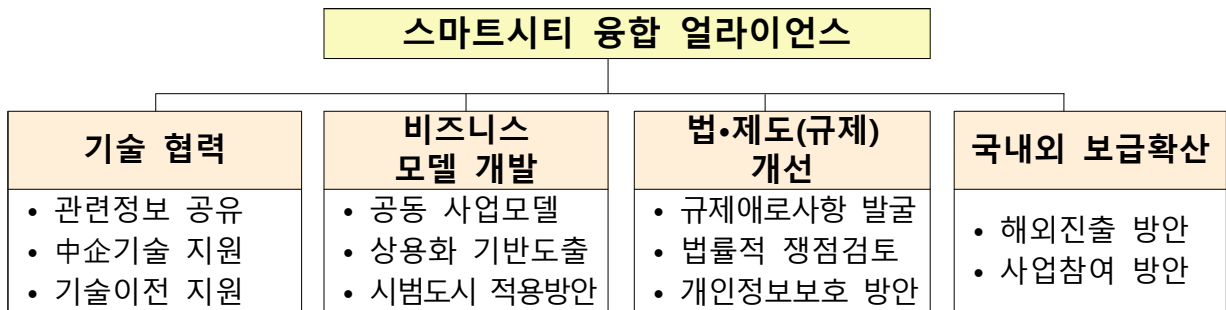 스마트시티 융합 얼라이언스
기술 협력
• 관련정보 공유
• 中企기술 지원
• 기술이전 지원
비즈니스
모델 개발
• 공동 사업모델
• 상용화 기반도출
• 시범도시 적용방안
법•제도(규제)
개선
• 규제애로사항 발굴
• 법률적 쟁점검토
• 개인정보보호 방안
국내외 보급확산
• 해외진출 방안
• 사업참여 방안